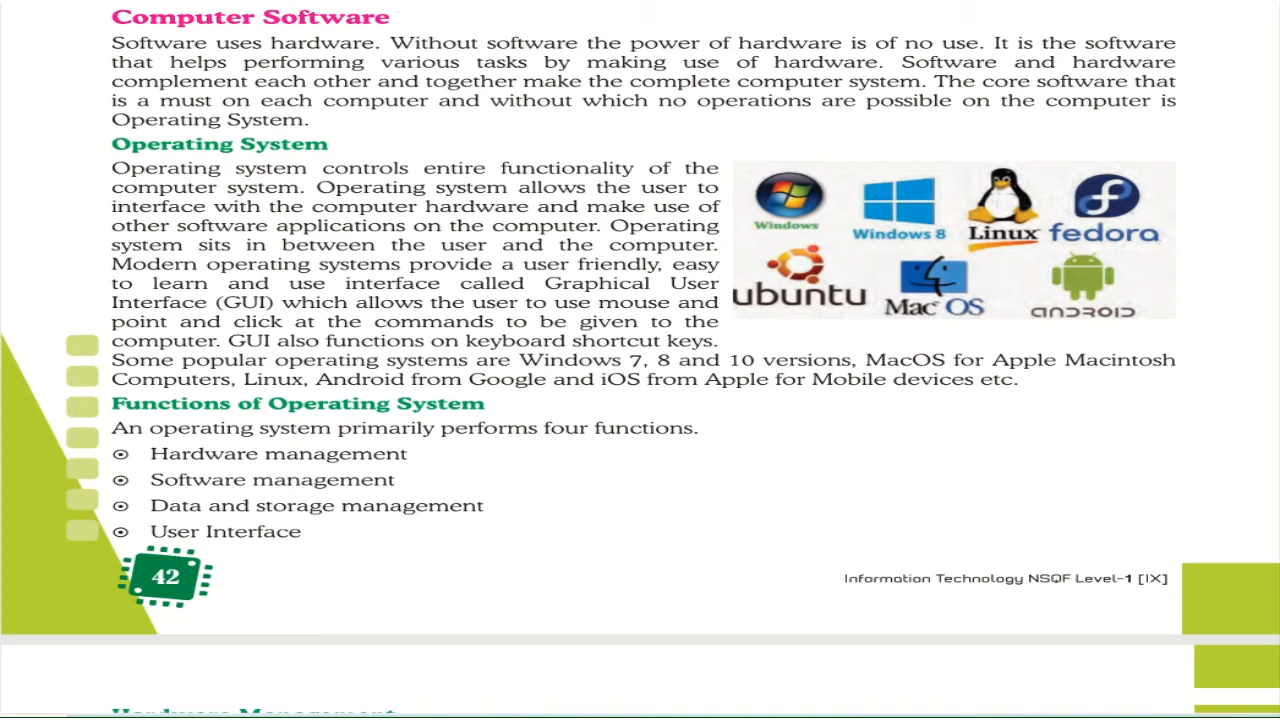 Computer Software
Software uses hardware. Without software the power of hardware is of no use. It is the software
that helps performing various tasks by making use of hardware. Software and hardware
complement each other and together make the complete computer system. The core software that
is a must on each computer and without which no operations are possible on the computer is
Operating System.
Operating System
Operating system controls entire functionality of the
computer system. Operating system allows the user to
interface with the computer hardware and make use of
other software applications on the computer. Operating
system sits in between the user and the computer.
Modern operating systems provide a user friendly, easy
to learn and use interface called Graphical User
Interface (GUI) which allows the user to use mouse and
point and click at the commands to be given to the
computer. GUI also functions on keyboard shortcut keys.
Windows
Windows 8
Linux
fedora
ubuntu
Mac OS
ANDROID
Some popular operating systems are Windows 7, 8 and 10 versions, MacOS for Apple Macintosh
Computers, Linux, Android from Google and iOS from Apple for Mobile devices etc.
Functions of Operating System
An operating system primarily performs four functions.
Hardware management
Software management
Data and storage management
User Interface
42
Information Technology NSQF Level-1 [IX]
Hardware Management